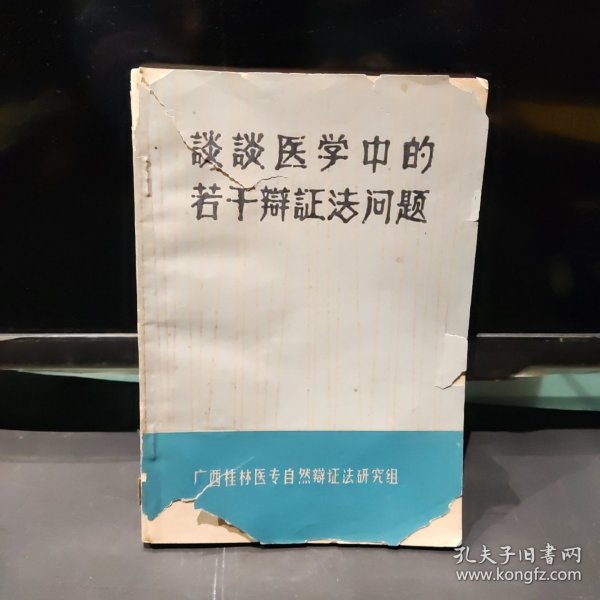 談談医学中的
若干辯証法问题
广西桂林医专自然辩证法研究组
孔夫子旧書网
www.kongfz.com